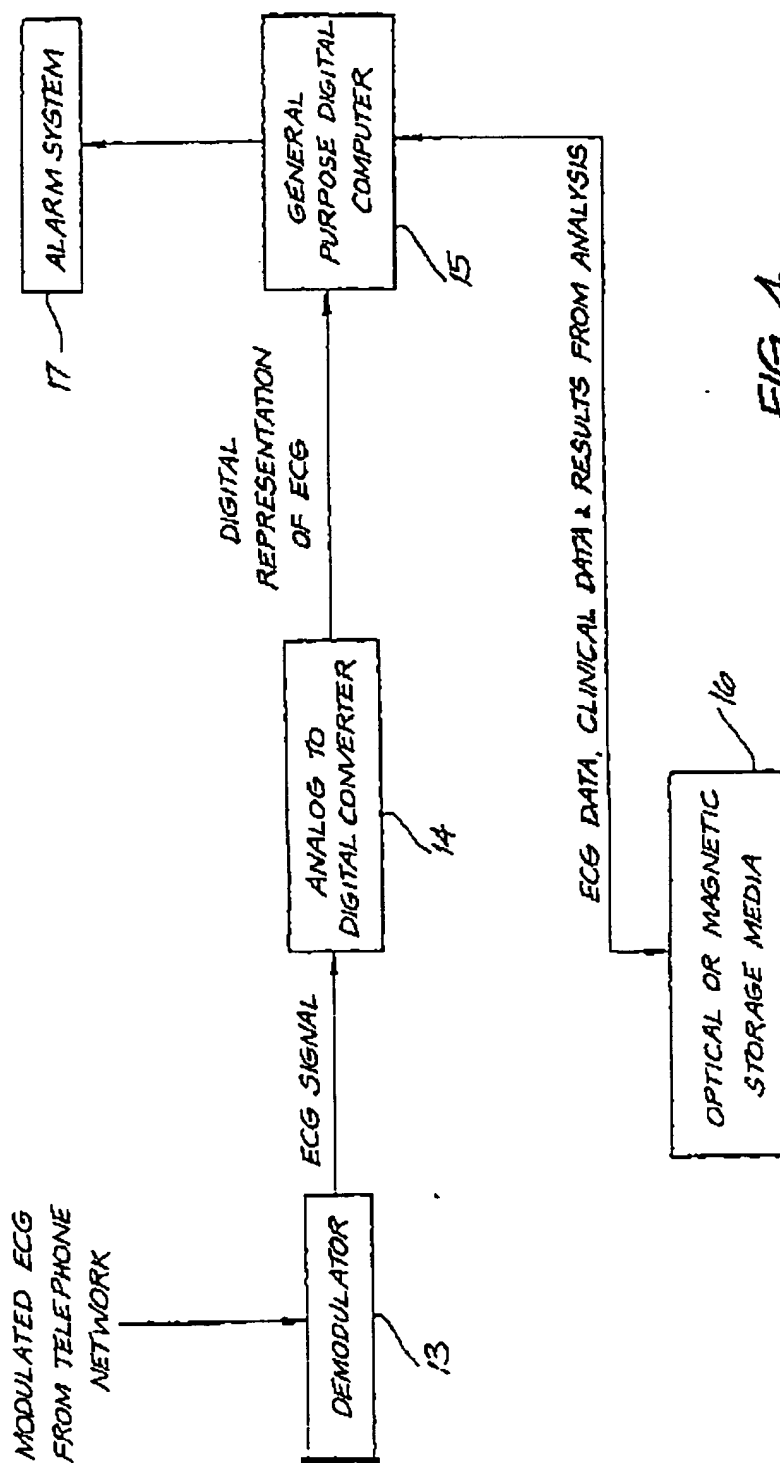 MODULATED ECG
FROM TELEPHONE
NETWORK
DEMODULATOR
13
ECG SIGNAL
ANALOG TO
DIGITAL CONVERTER
14
DIGITAL
REPRESENTATION
OF ECG
GENERAL
PURPOSE DIGITAL
COMPUTER
15
17
ALARM SYSTEM
ECG DATA, CLINICAL DATA & RESULTS FROM ANALYSIS
OPTICAL OR MAGNETIC
STORAGE MEDIA
16